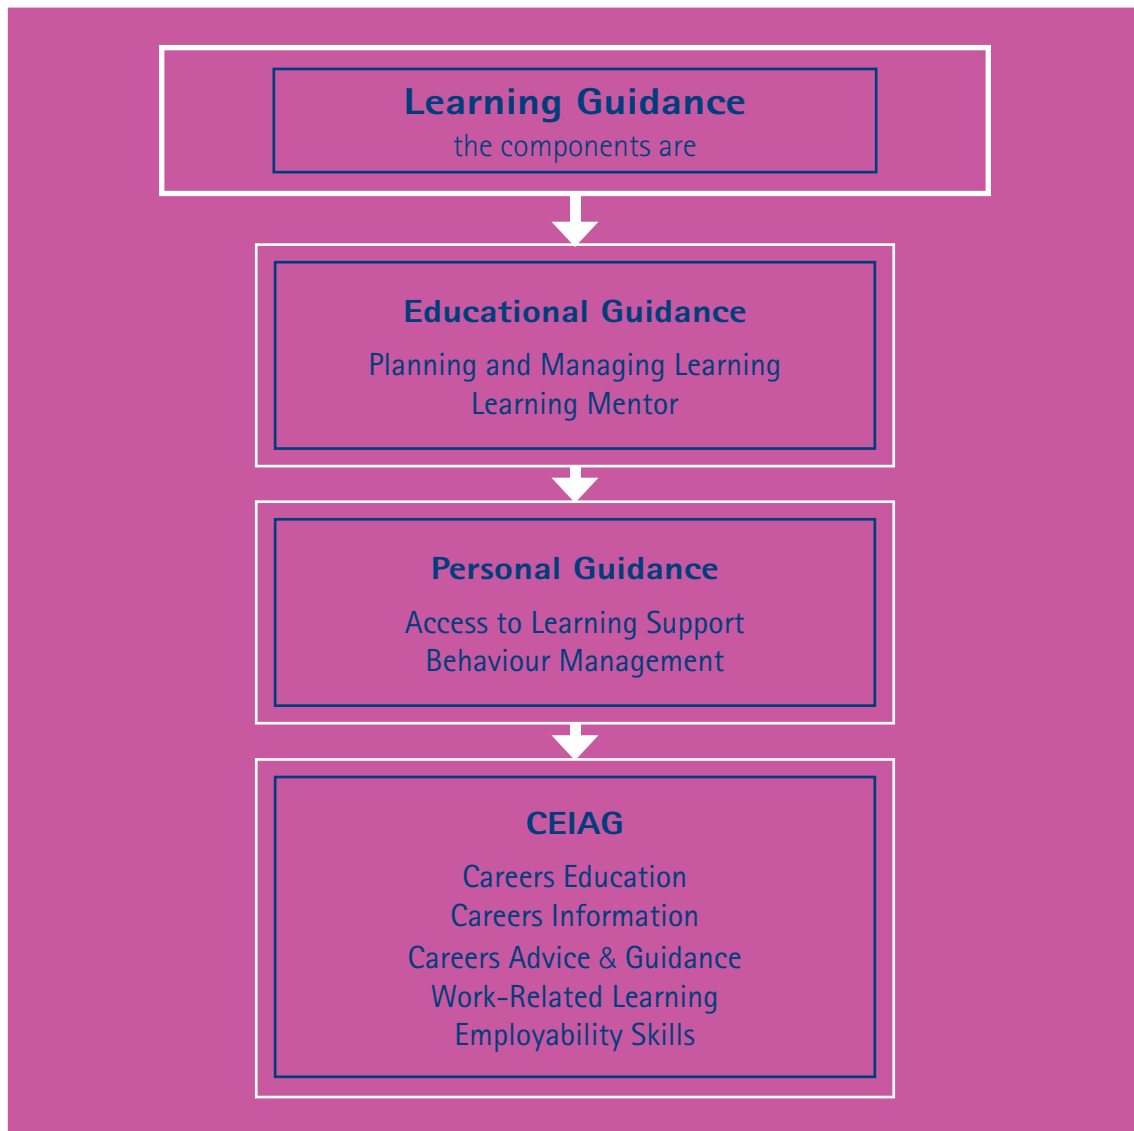 Learning Guidance
the components are
Educational Guidance
Planning and Managing Learning
Learning Mentor
Personal Guidance
Access to Learning Support
Behaviour Management
CEIAG
Careers Education
Careers Information
Careers Advice & Guidance
Work-Related Learning
Employability Skills